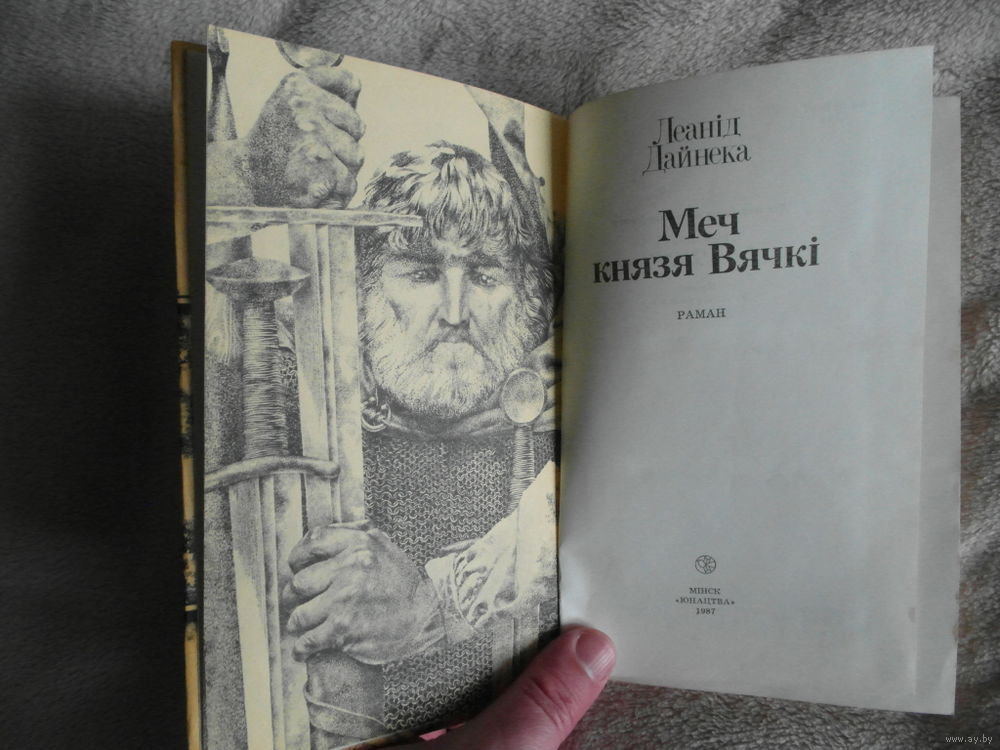 Леанід
Дайнека
Меч
князя Вячкі
РАМАН
МІНСК
«ЮНАЦТВА»
1987
www.ay.by